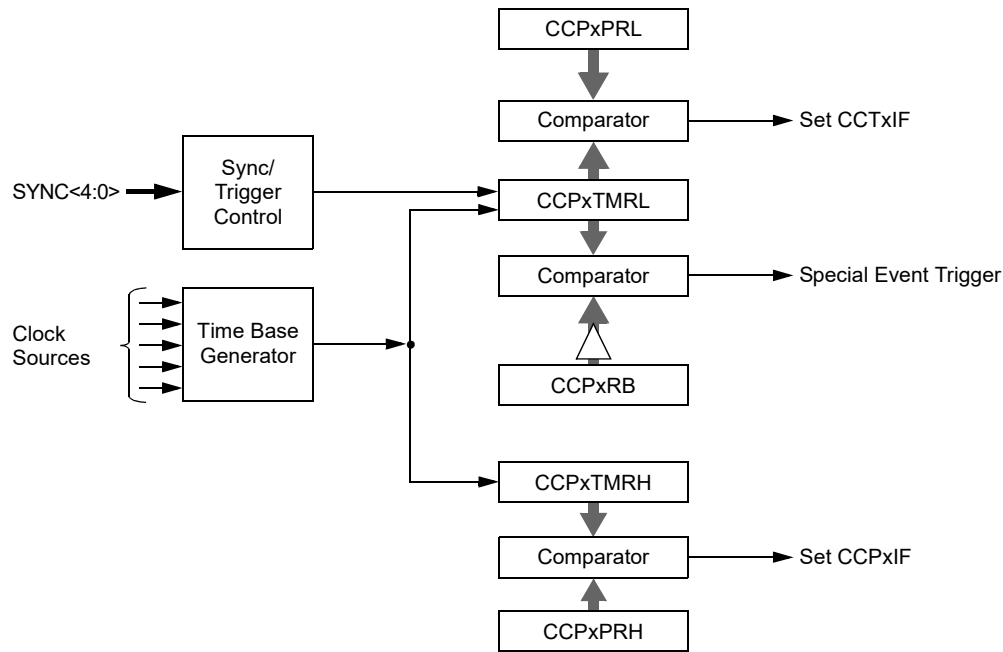 CCPxPRL
Comparator
Set CCTxIF
SYNC<4:0>
Sync/
Trigger
Control
CCPxTMRL
Comparator
Special Event Trigger
Clock
Sources
Time Base
Generator
CCPxRB
CCPxTMRH
Comparator
Set CCPxIF
CCPxPRH